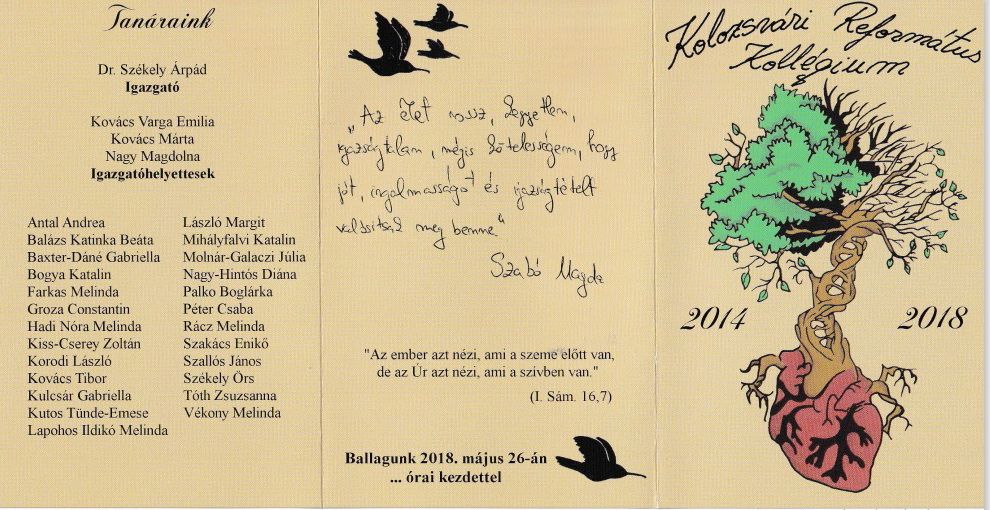 Tanáraink
Dr. Székely Árpád
Igazgató
Kovács Varga Emilia
Kovács Márta
Nagy Magdolna
Igazgatóhelyettesek
Antal Andrea
Balázs Katinka Beáta
Baxter-Dáné Gabriella
Bogya Katalin
Farkas Melinda
Groza Constantin
Hadi Nóra Melinda
Kiss-Cserey Zoltán
Korodi László
Kovács Tibor
Kulcsár Gabriella
Kutos Tünde-Emese
Lapohos Ildikó Melinda
László Margit
Mihályfalvi Katalin
Molnár-Galaczi Júlia
Nagy-Hintós Diána
Palko Boglárka
Péter Csaba
Rácz Melinda
Szakács Enikő
Szallós János
Székely Örs
Tóth Zsuzsanna
Vékony Melinda
„Az élet rossz, kegyetlen,
igazságtalan, mégis kötelességem, hogy
jót, irgalmasságot és igazságtételt
valósítsak meg benne."
Szabó Magda
"Az ember azt nézi, ami a szeme előtt van,
de az Úr azt nézi, ami a szívben van."
(I. Sám. 16,7)
Ballagunk 2018. május 26-án
... órai kezdettel
Kolozsvári Református
Kollégium
2014 2018